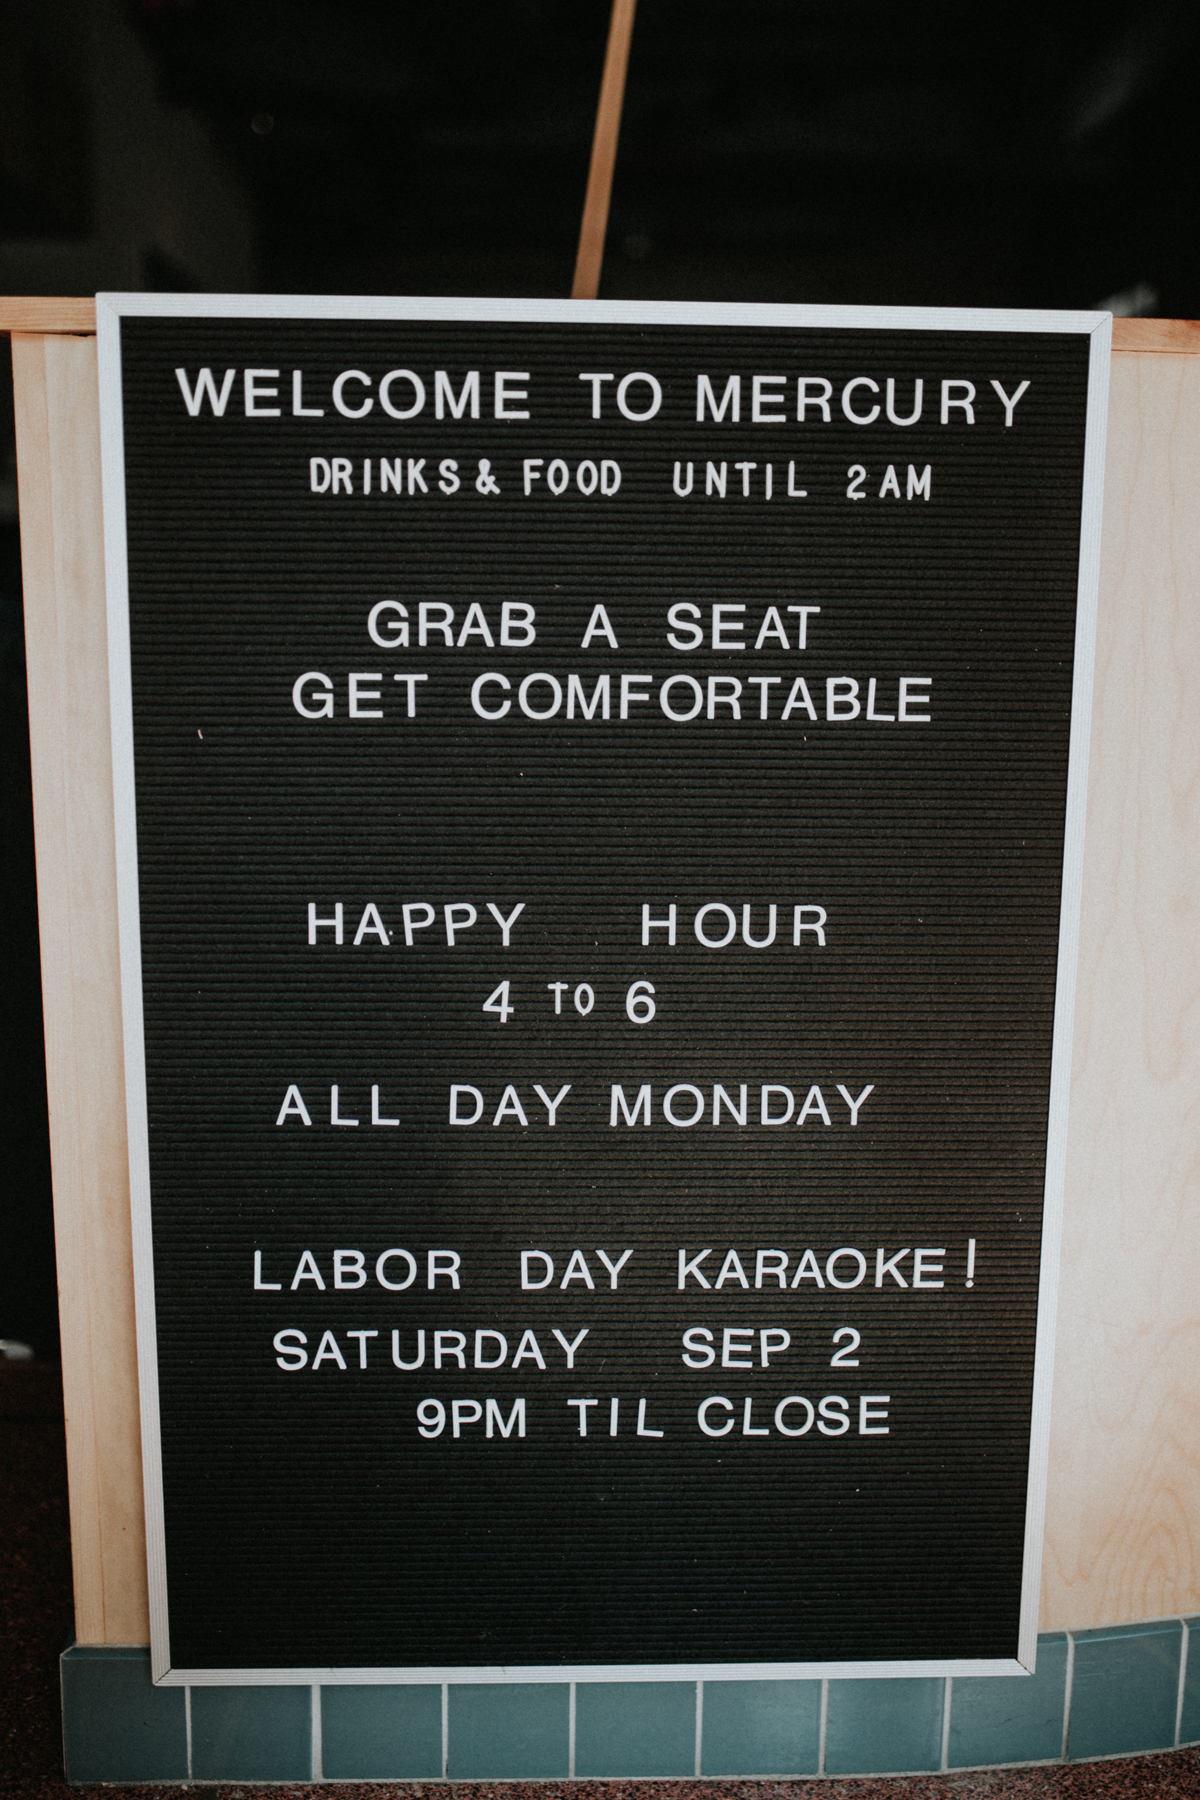 WELCOME TO MERCURY
DRINKS & FOOD UNTIL 2AM
GRAB A SEAT
GET COMFORTABLE
HAPPY HOUR
4 TO 6
ALL DAY MONDAY
LABOR DAY KARAOKE!
SATURDAY SEP 2
9PM TIL CLOSE